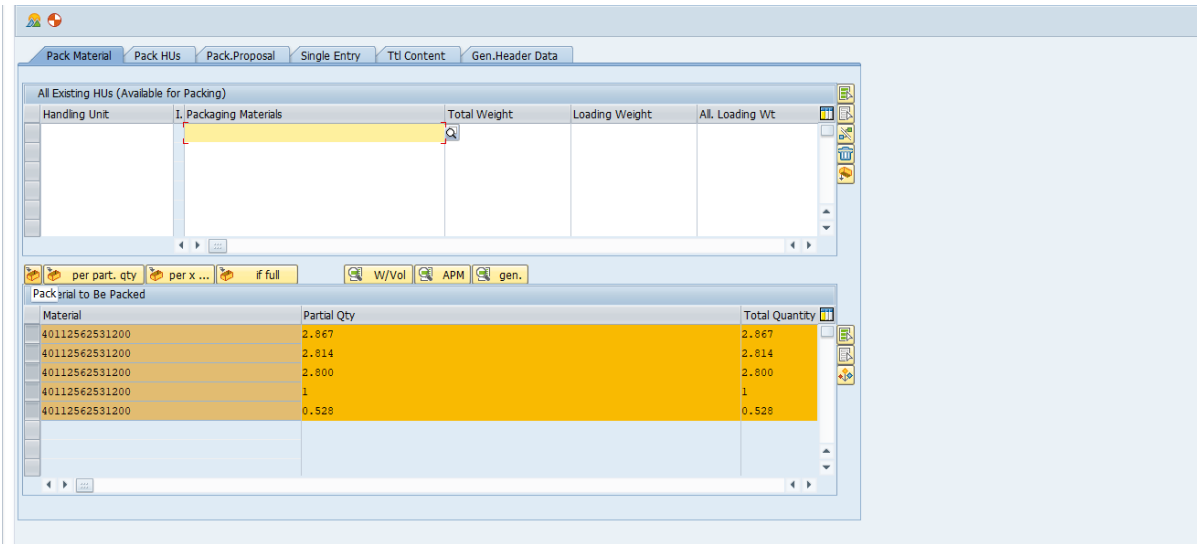 Pack Material Pack HUs Pack.Proposal Single Entry Ttl Content Gen.Header Data
All Existing HUs (Available for Packing)
Handling Unit I. Packaging Materials Total Weight Loading Weight All. Loading Wt
per part. qty per x ... if full W/Vol APM gen.
Pack erial to Be Packed
Material Partial Qty Total Quantity
40112562531200 2.867 2.867
40112562531200 2.814 2.814
40112562531200 2.800 2.800
40112562531200 1 1
40112562531200 0.528 0.528